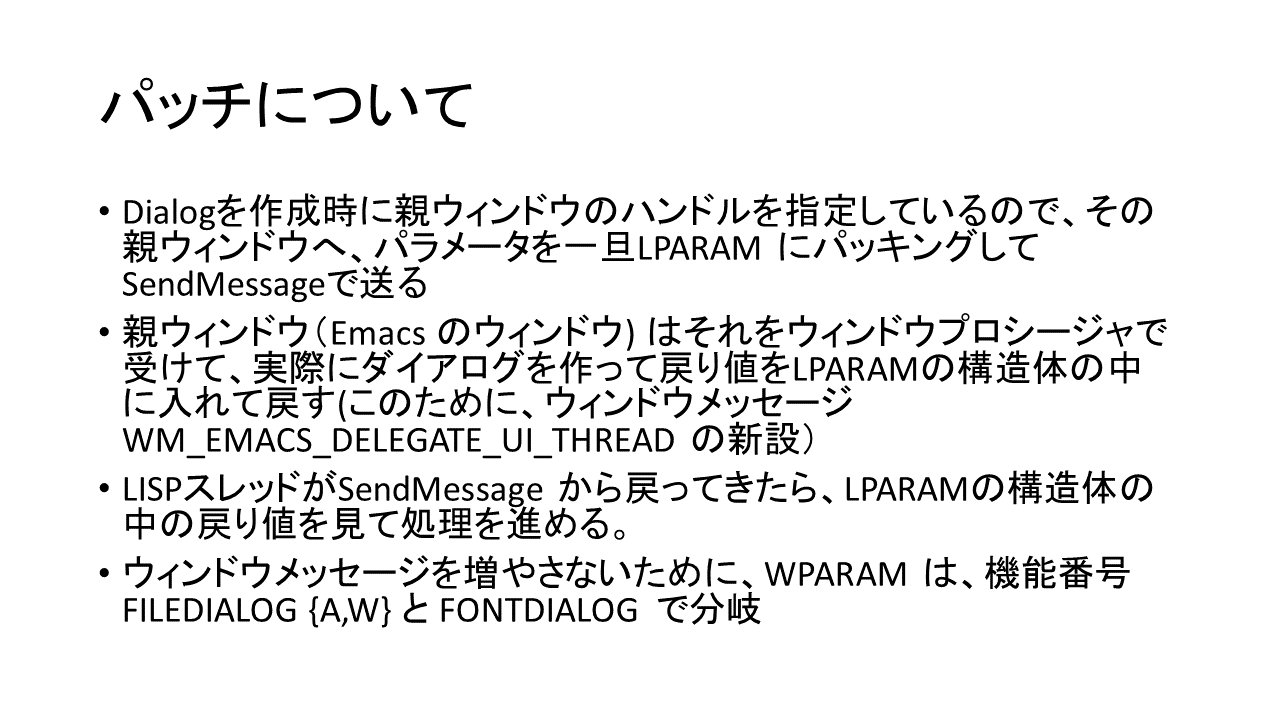 パッチについて
• Dialogを作成時に親ウィンドウのハンドルを指定しているので、その
親ウィンドウへ、パラメータを一旦LPARAM にパッキングして
SendMessageで送る
• 親ウィンドウ（Emacs のウィンドウ) はそれをウィンドウプロシージャで
受けて、実際にダイアログを作って戻り値をLPARAMの構造体の中
に入れて戻す(このために、ウィンドウメッセージ
WM_EMACS_DELEGATE_UI_THREAD の新設）
• LISPスレッドがSendMessage から戻ってきたら、LPARAMの構造体の
中の戻り値を見て処理を進める。
• ウィンドウメッセージを増やさないために、WPARAM は、機能番号
FILEDIALOG {A,W} と FONTDIALOG で分岐